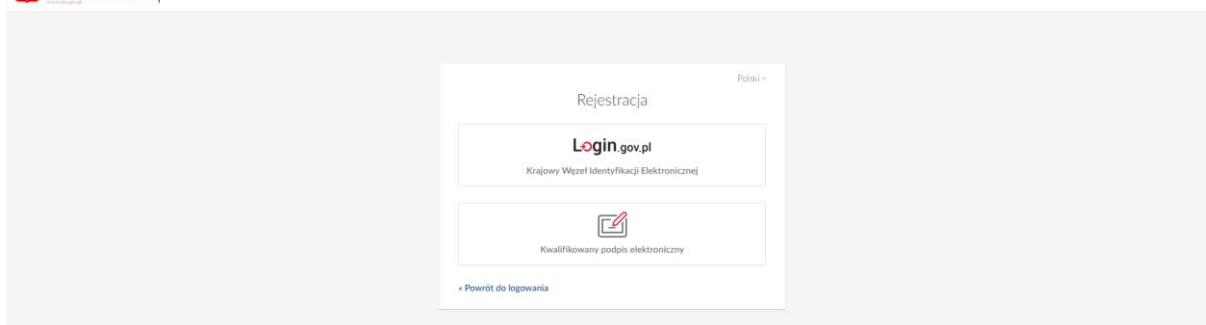 Polski
Rejestracja
Login.gov.pl
Krajowy Węzeł Identyfikacji Elektronicznej
Kwalifikowany podpis elektroniczny
« Powrót do logowania